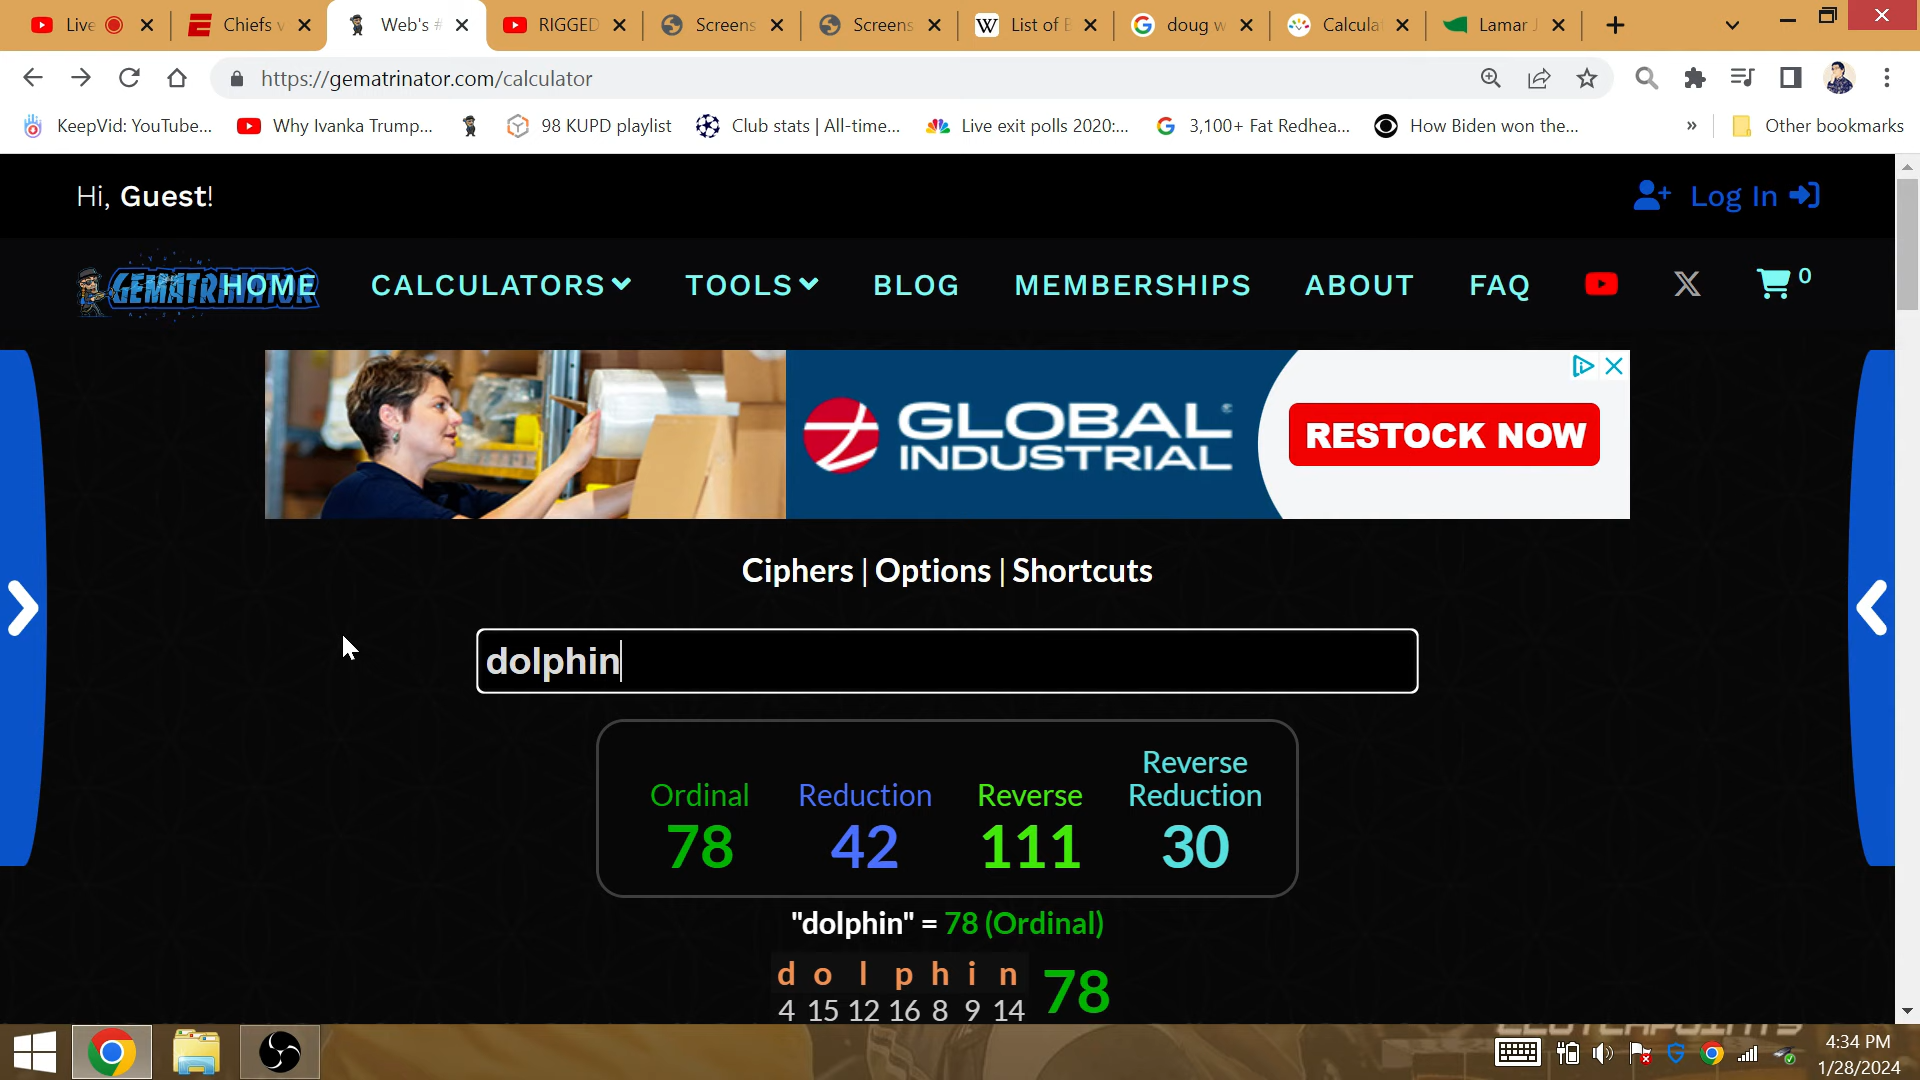 Live
Chiefs v
Web's #
RIGGED
Screens
Screens
List of E
doug w
Calcula
Lamar J
https://gematrinator.com/calculator
KeepVid: YouTube...
Why Ivanka Trump...
98 KUPD playlist
Club stats | All-time...
Live exit polls 2020:...
3,100+ Fat Redhea...
How Biden won the...
»
Other bookmarks
Hi, Guest!
Log In
GEMATRINATOR
HOME
CALCULATORS
TOOLS
BLOG
MEMBERSHIPS
ABOUT
FAQ
0
GLOBAL
INDUSTRIAL
RESTOCK NOW
Ciphers | Options | Shortcuts
dolphin
Ordinal
78
Reduction
42
Reverse
111
Reverse
Reduction
30
"dolphin" = 78 (Ordinal)
d o l p h i n 78
4 15 12 16 8 9 14
CLUTCHPOINTS
4:34 PM
1/28/2024